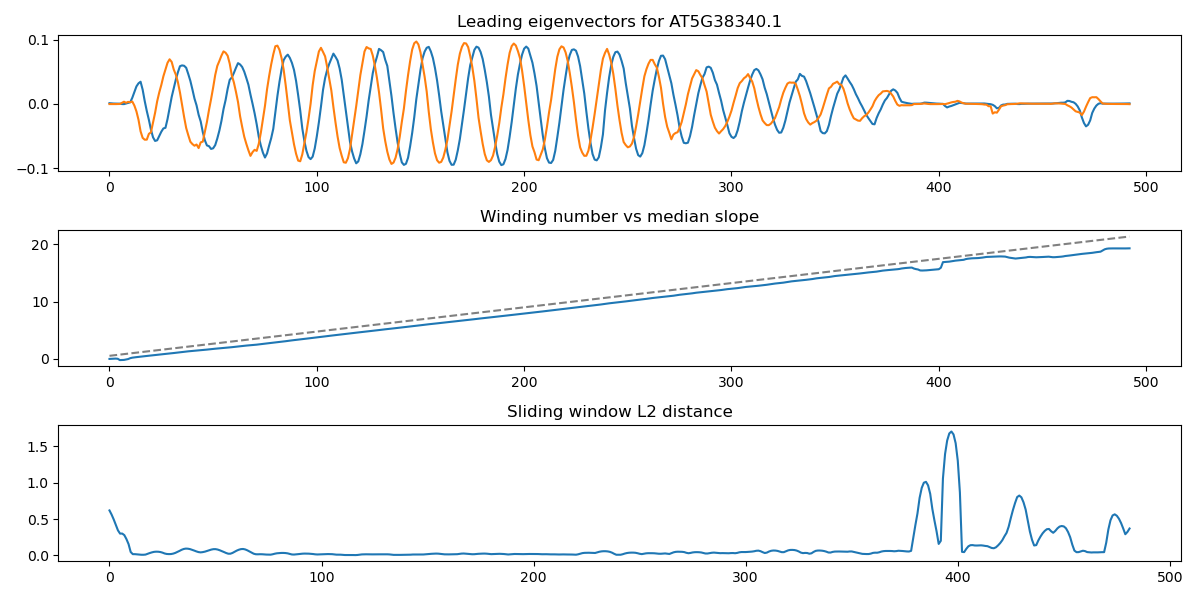 Leading eigenvectors for AT5G38340.1
0.1
0.0
−0.1
0 100 200 300 400 500
Winding number vs median slope
20
10
0
0 100 200 300 400 500
Sliding window L2 distance
1.5
1.0
0.5
0.0
0 100 200 300 400 500